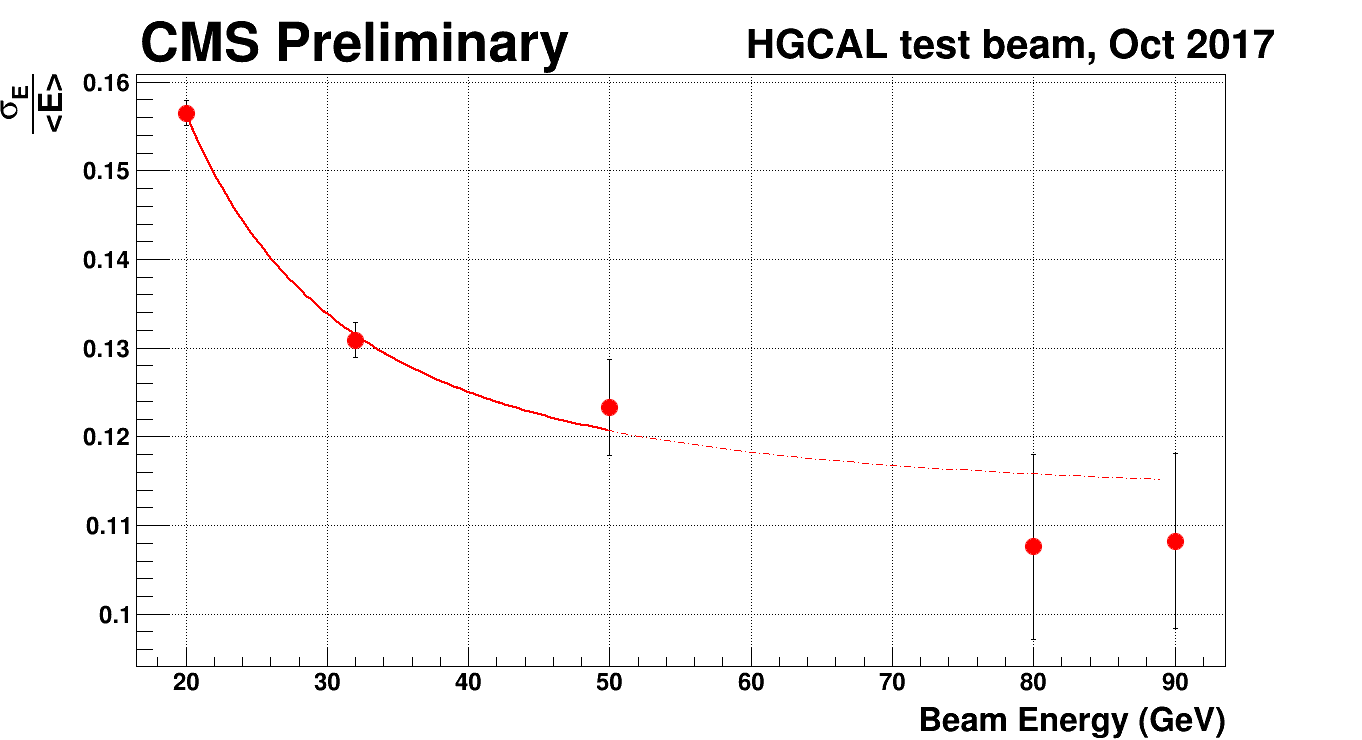 CMS Preliminary
HGCAL test beam, Oct 2017
σE
<E>
0.16
0.15
0.14
0.13
0.12
0.11
0.1
20 30 40 50 60 70 80 90
Beam Energy (GeV)